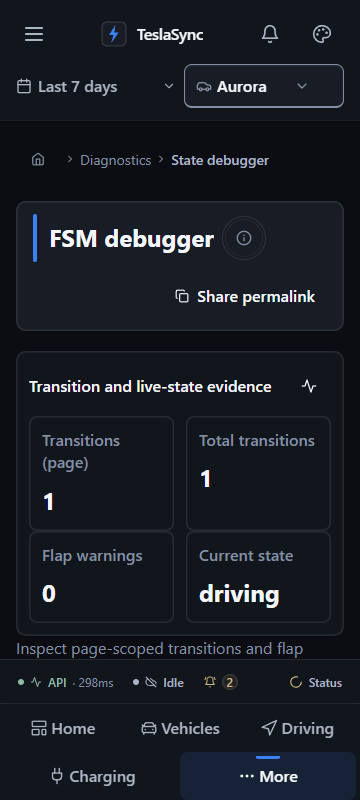 TeslaSync
Last 7 days
Aurora
Diagnostics
State debugger
FSM debugger
Share permalink
Transition and live-state evidence
Transitions
(page)
1
Total transitions
1
Flap warnings
0
Current state
driving
Inspect page-scoped transitions and flap
API · 298ms
Idle
2
Status
Home
Vehicles
Driving
Charging
More